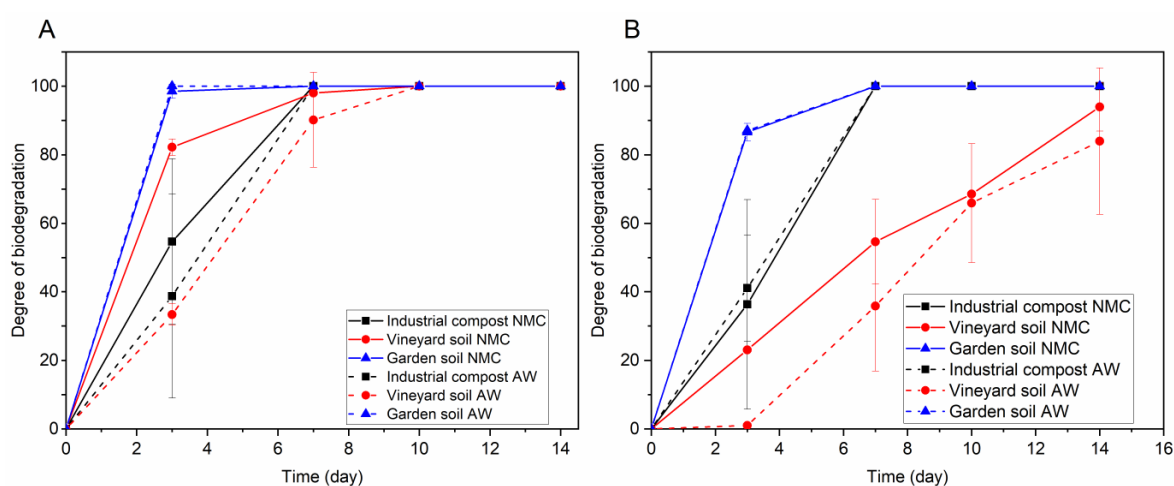 A
Degree of biodegradation
100
80
60
40
20
0
Industrial compost NMC
Vineyard soil NMC
Garden soil NMC
Industrial compost AW
Vineyard soil AW
Garden soil AW
0 2 4 6 8 10 12 14
Time (day)
B
Degree of biodegradation
100
80
60
40
20
0
Industrial compost NMC
Vineyard soil NMC
Garden soil NMC
Industrial compost AW
Vineyard soil AW
Garden soil AW
0 2 4 6 8 10 12 14 16
Time (day)